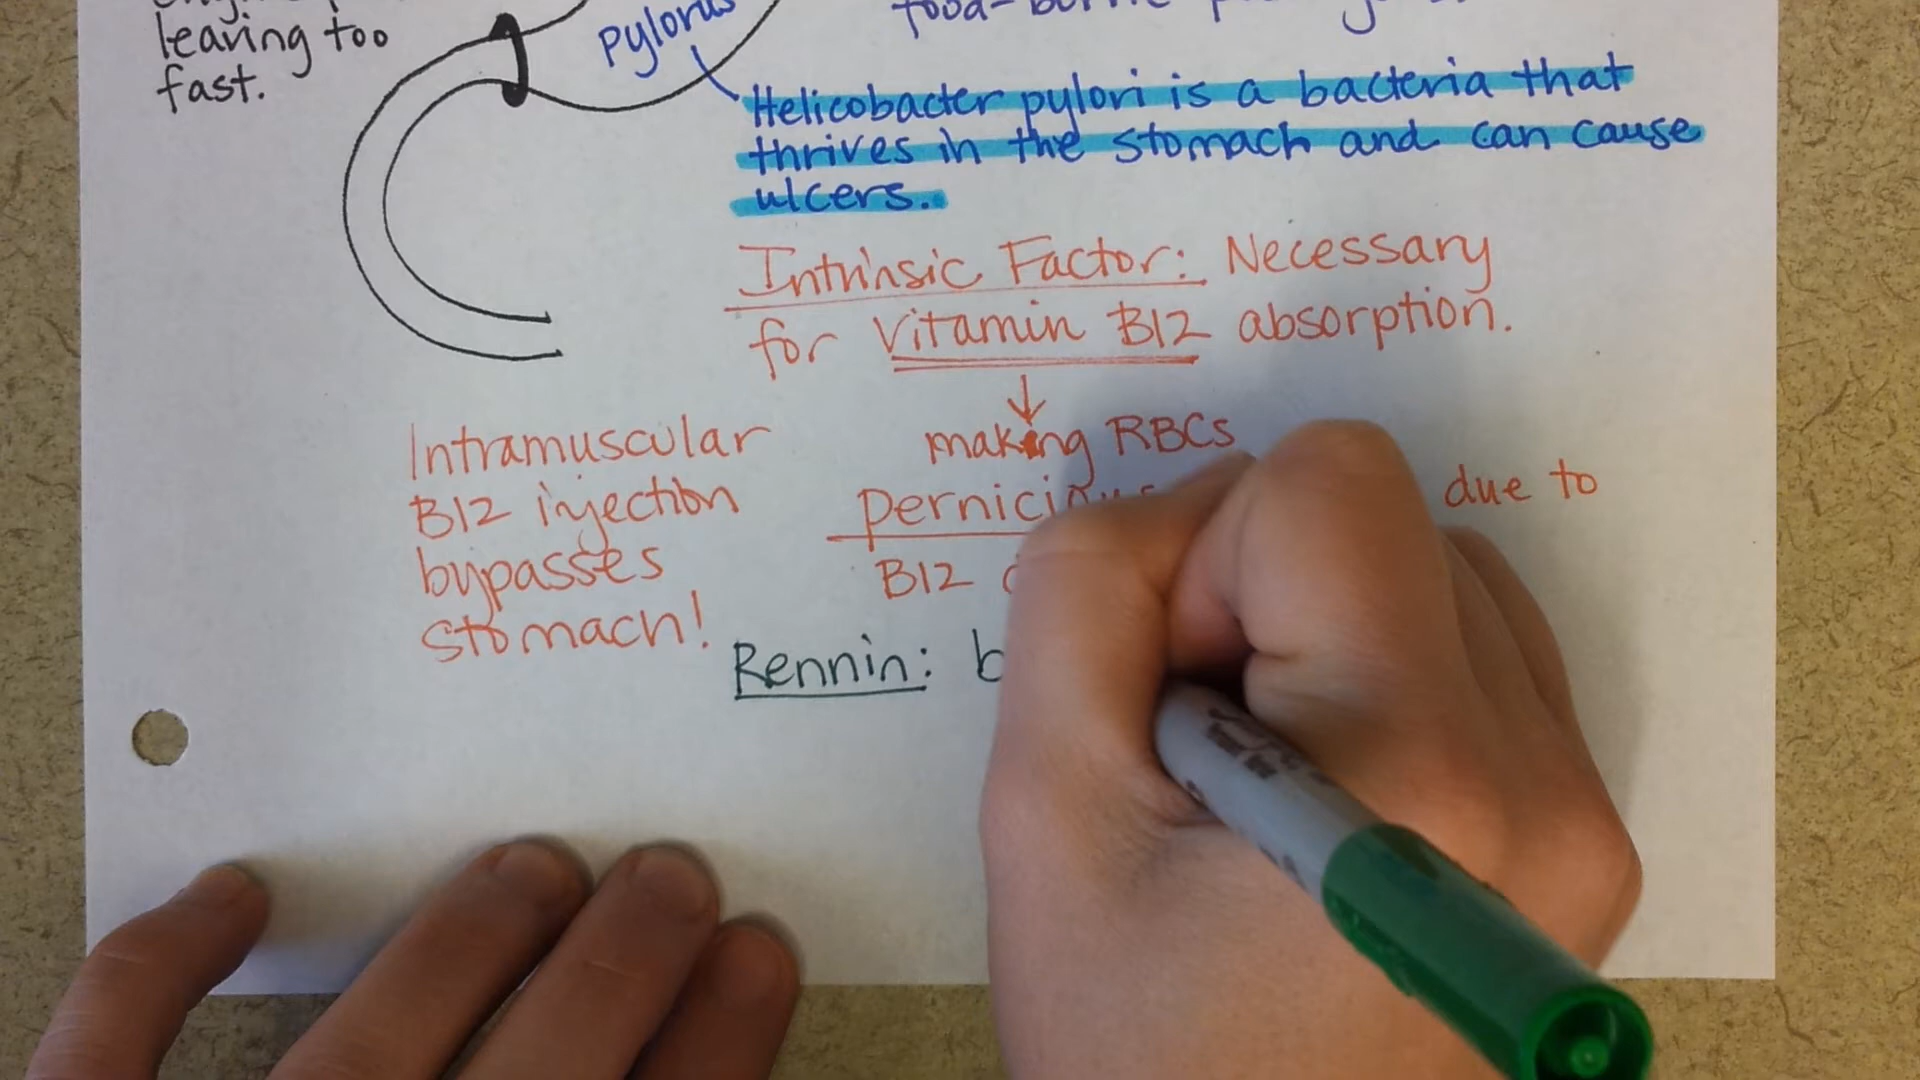 leaving too
fast.
pylorus
Helicobacter pylori is a bacteria that
thrives in the stomach and can cause
ulcers.
Intrinsic Factor: Necessary
for Vitamin B12 absorption.
↓
making RBCs
pernicious due to
B12
Intramuscular
B12 injection
bypasses
stomach!
Rennin: b